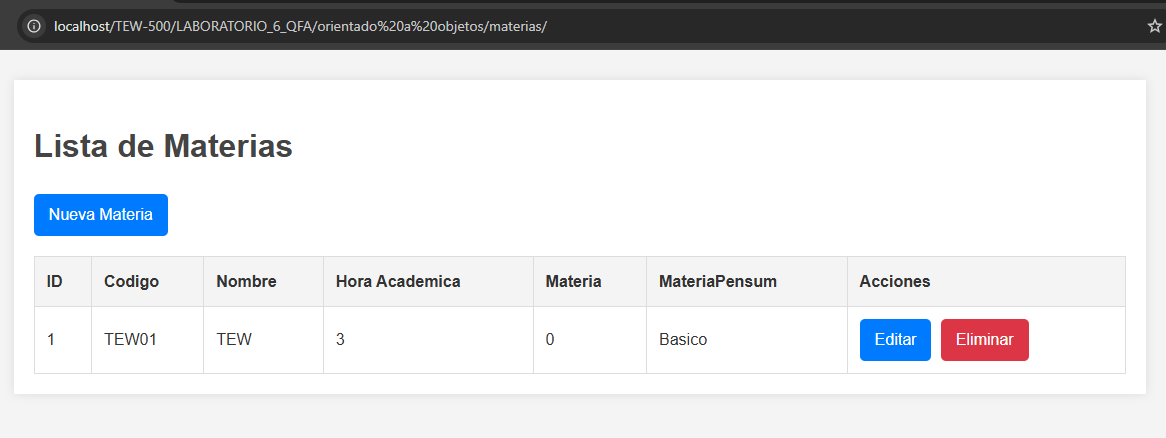 localhost/TEW-500/LABORATORIO_6_QFA/orientado%20a%20objetos/materias/
Lista de Materias
Nueva Materia
ID Codigo Nombre Hora Academica Materia MateriaPensum Acciones
1 TEW01 TEW 3 0 Basico Editar Eliminar